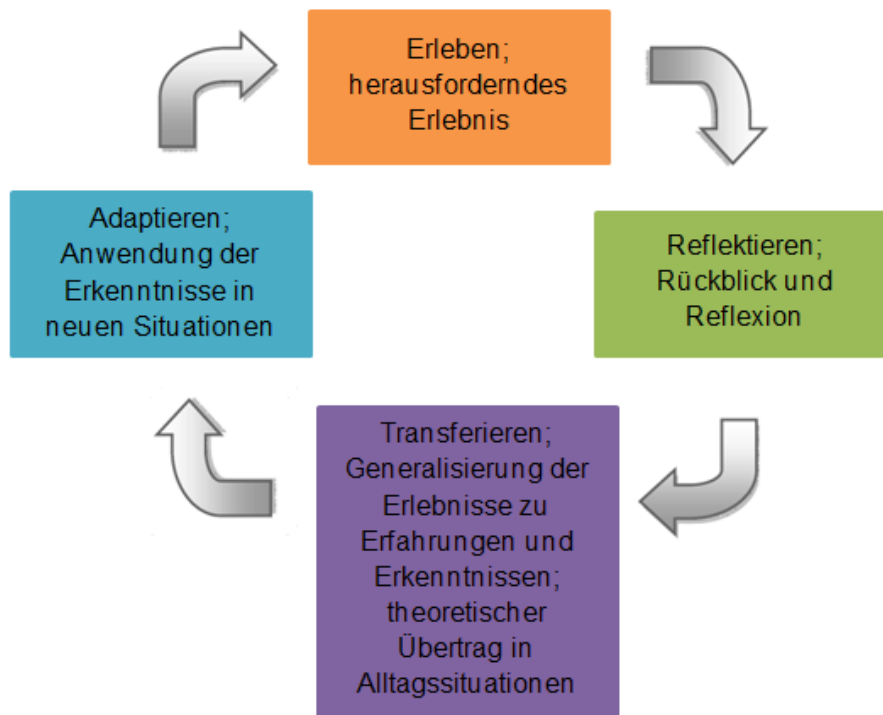 Erleben;
herausforderndes
Erlebnis
Reflektieren;
Rückblick und
Reflexion
Transferieren;
Generalisierung der
Erlebnisse zu
Erfahrungen und
Erkenntnissen;
theoretischer
Übertrag in
Alltagssituationen
Adaptieren;
Anwendung der
Erkenntnisse in
neuen Situationen